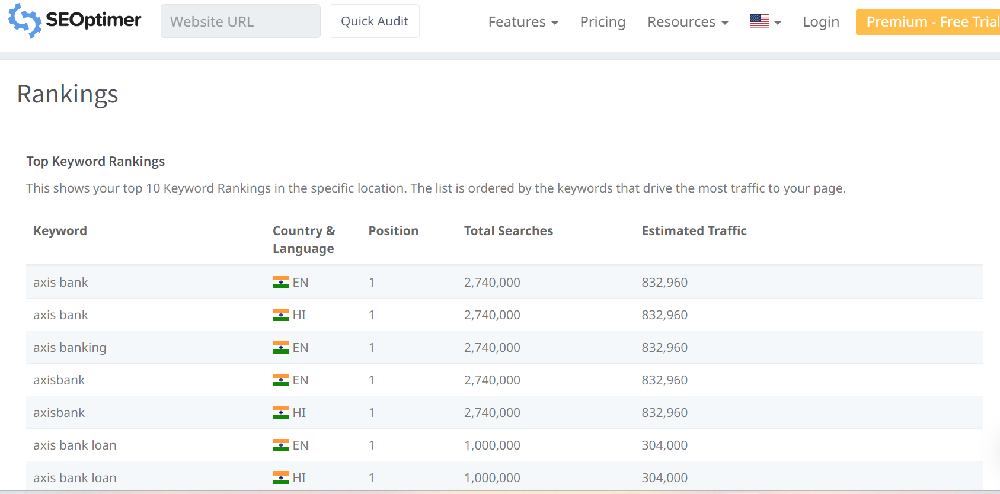 SEOptimer Website URL Quick Audit Features Pricing Resources Login Premium - Free Trial
Rankings
Top Keyword Rankings
This shows your top 10 Keyword Rankings in the specific location. The list is ordered by the keywords that drive the most traffic to your page.
Keyword Country & Language Position Total Searches Estimated Traffic
axis bank EN 1 2,740,000 832,960
axis bank HI 1 2,740,000 832,960
axis banking EN 1 2,740,000 832,960
axisbank EN 1 2,740,000 832,960
axisbank HI 1 2,740,000 832,960
axis bank loan EN 1 1,000,000 304,000
axis bank loan HI 1 1,000,000 304,000